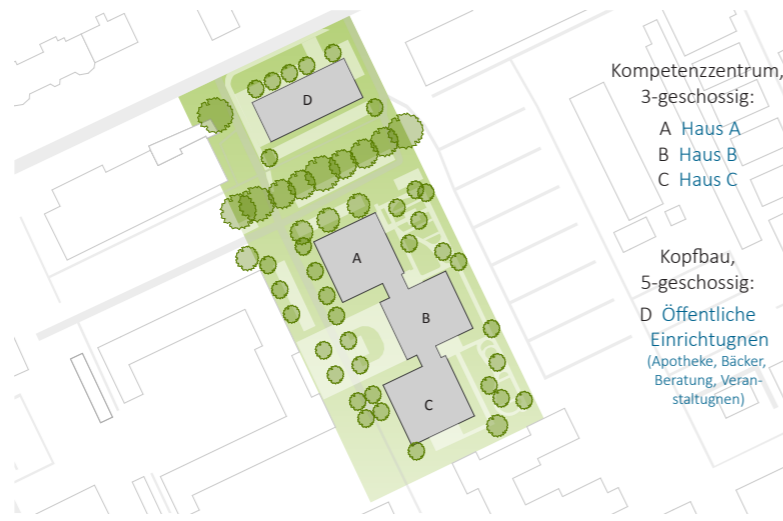 D
A
B
C
Kompetenzzentrum,
3-geschossig:
A Haus A
B Haus B
C Haus C
Kopfbau,
5-geschossig:
D Öffentliche
Einrichtugnen
(Apotheke, Bäcker,
Beratung, Veran-
staltugnen)